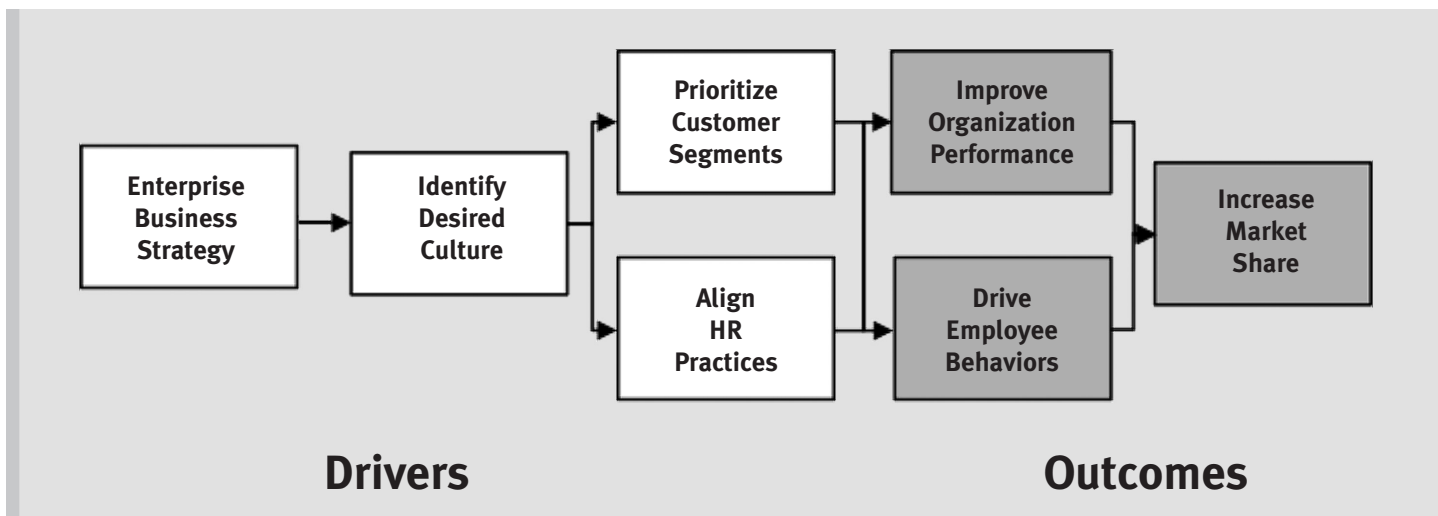 Enterprise
Business
Strategy
Identify
Desired
Culture
Prioritize
Customer
Segments
Align
HR
Practices
Improve
Organization
Performance
Drive
Employee
Behaviors
Increase
Market
Share
Drivers
Outcomes